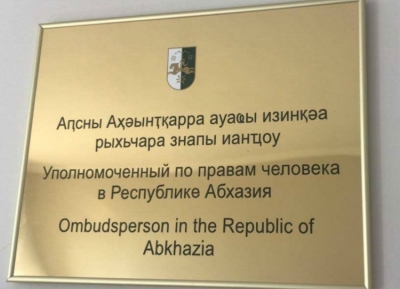 Аԥсны Аҳәынҭқарра ауаҩы изинқәа
рыхьчара знапы ианҵоу
Уполномоченный по правам человека
в Республике Абхазия
Ombudsperson in the Republic of
Abkhazia